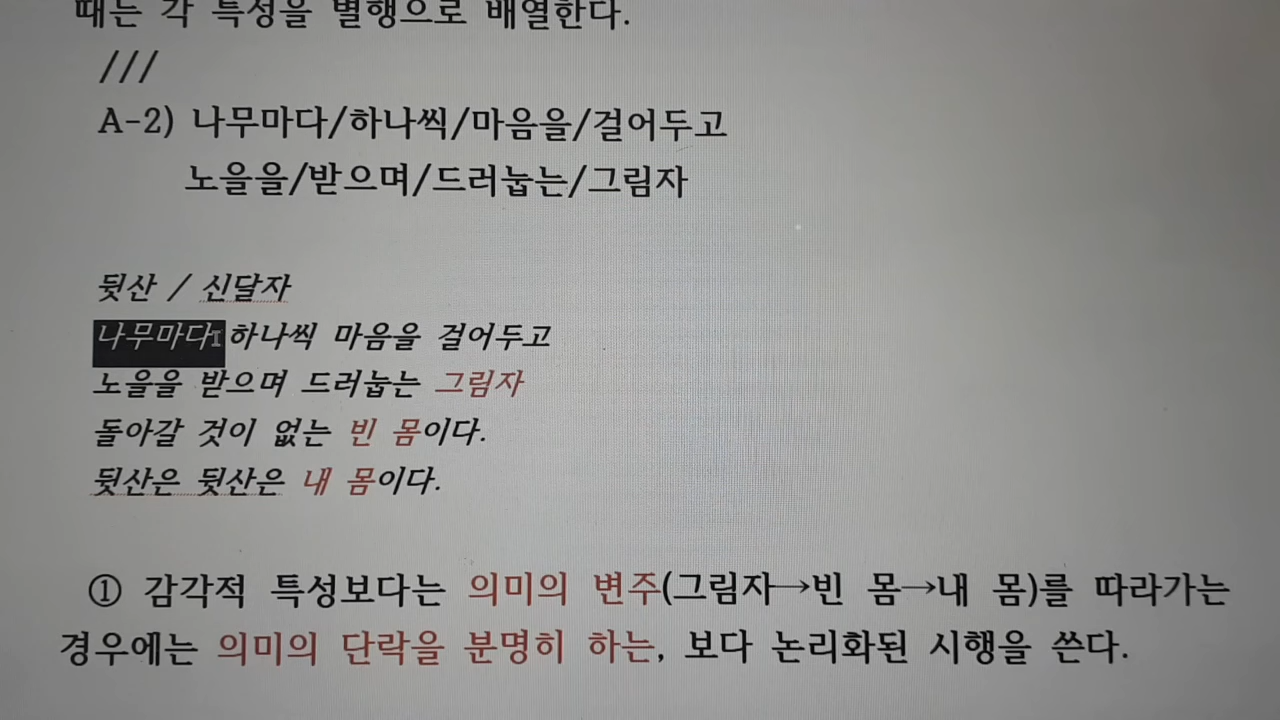 때는 각 특성을 별행으로 배열한다.
///
A-2) 나무마다/하나씩/마음을/걸어두고
노을을/받으며/드러눕는/그림자
뒷산 / 신달자
나무마다 하나씩 마음을 걸어두고
노을을 받으며 드러눕는 그림자
돌아갈 것이 없는 빈 몸이다.
뒷산은 뒷산은 내 몸이다.
① 감각적 특성보다는 의미의 변주(그림자→빈 몸→내 몸)를 따라가는
경우에는 의미의 단락을 분명히 하는, 보다 논리화된 시행을 쓴다.